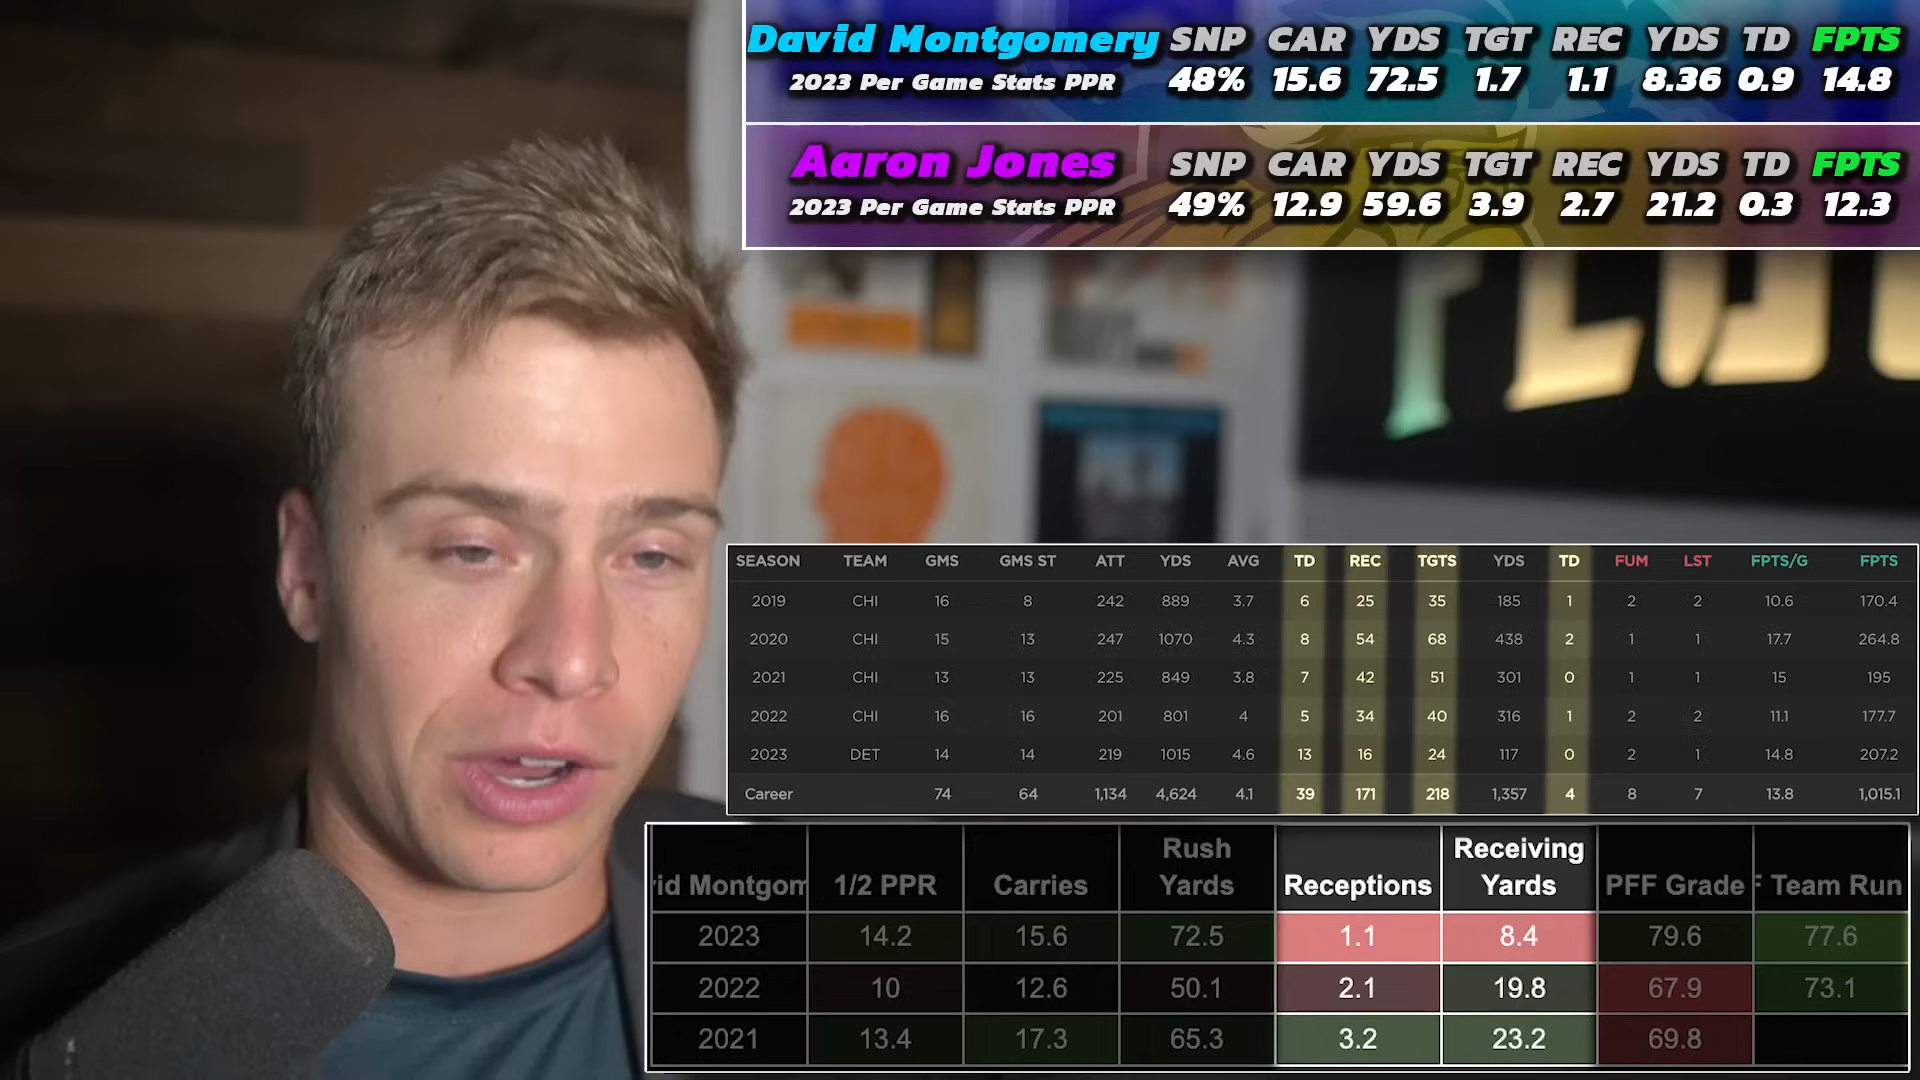 David Montgomery SNP CAR YDS TGT REC YDS TD FPTS
2023 Per Game Stats PPR 48% 15.6 72.5 1.7 1.1 8.36 0.9 14.8
Aaron Jones SNP CAR YDS TGT REC YDS TD FPTS
2023 Per Game Stats PPR 49% 12.9 59.6 3.9 2.7 21.2 0.3 12.3
SEASON TEAM GMS GMS ST ATT YDS AVG TD REC TGTS YDS TD FUM LST FPTS/G FPTS
2019 CHI 16 8 242 889 3.7 6 25 35 185 1 2 2 10.6 170.4
2020 CHI 15 13 247 1070 4.3 8 54 68 438 2 1 1 17.7 264.8
2021 CHI 13 13 225 849 3.8 7 42 51 301 0 1 1 15 195
2022 CHI 16 16 201 801 4 5 34 40 316 1 2 2 11.1 177.7
2023 DET 14 14 219 1015 4.6 13 16 24 117 0 2 1 14.8 207.2
Career 74 64 1,134 4,624 4.1 39 171 218 1,357 4 8 7 13.8 1,015.1
id Montgom 1/2 PPR Carries Rush Yards Receptions Receiving Yards PFF Grade F Team Run
2023 14.2 15.6 72.5 1.1 8.4 79.6 77.6
2022 10 12.6 50.1 2.1 19.8 67.9 73.1
2021 13.4 17.3 65.3 3.2 23.2 69.8